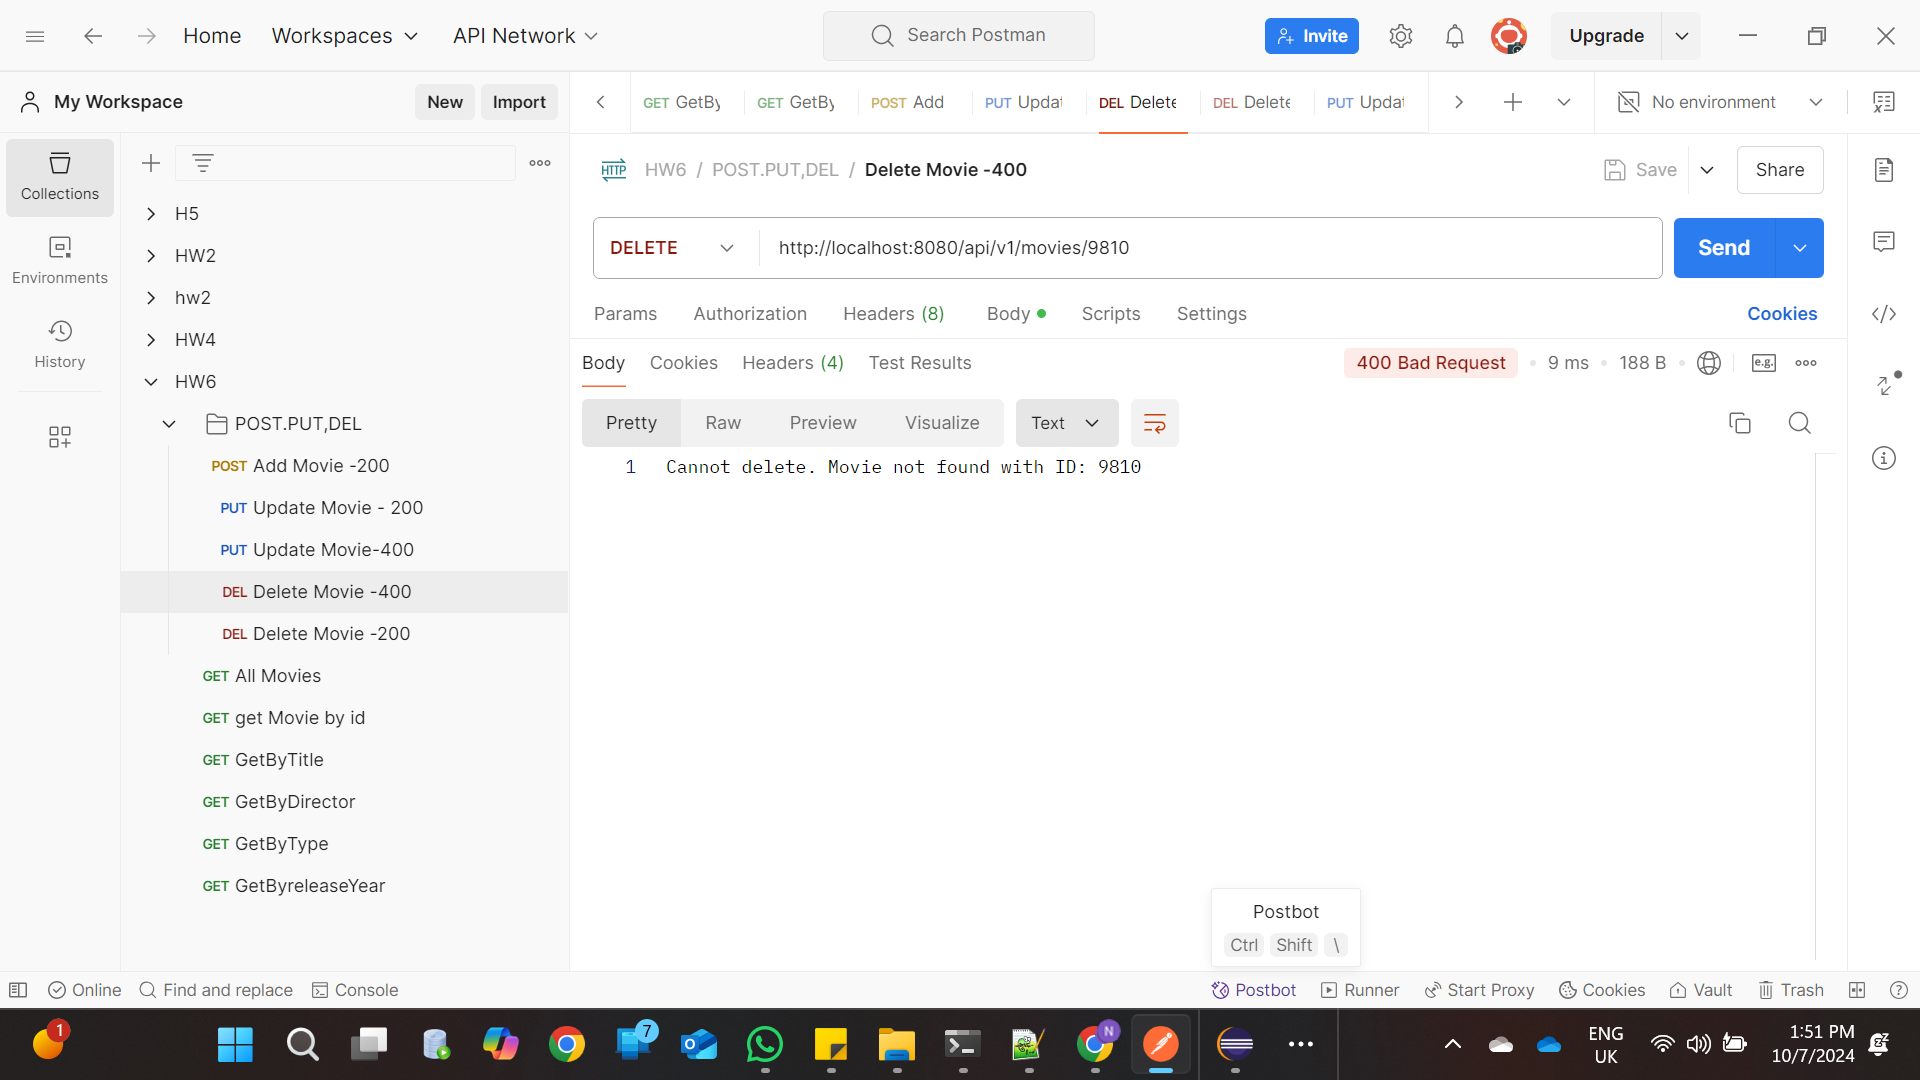 Home Workspaces API Network Search Postman Invite Upgrade
My Workspace New Import
GET GetBy GET GetBy POST Add PUT Updat DEL Delete DEL Delete PUT Updat No environment
Collections
Environments
History
H5
HW2
hw2
HW4
HW6
POST.PUT,DEL
POST Add Movie -200
PUT Update Movie - 200
PUT Update Movie-400
DEL Delete Movie -400
DEL Delete Movie -200
GET All Movies
GET get Movie by id
GET GetByTitle
GET GetByDirector
GET GetByType
GET GetByreleaseYear
HTTP HW6 / POST.PUT,DEL / Delete Movie -400 Save Share
DELETE http://localhost:8080/api/v1/movies/9810 Send
Params Authorization Headers (8) Body Scripts Settings Cookies
Body Cookies Headers (4) Test Results 400 Bad Request 9 ms 188 B e.g.
Pretty Raw Preview Visualize Text
1 Cannot delete. Movie not found with ID: 9810
Postbot
Ctrl Shift \
Online Find and replace Console Postbot Runner Start Proxy Cookies Vault Trash
1 7 N ENG
UK
1:51 PM
10/7/2024